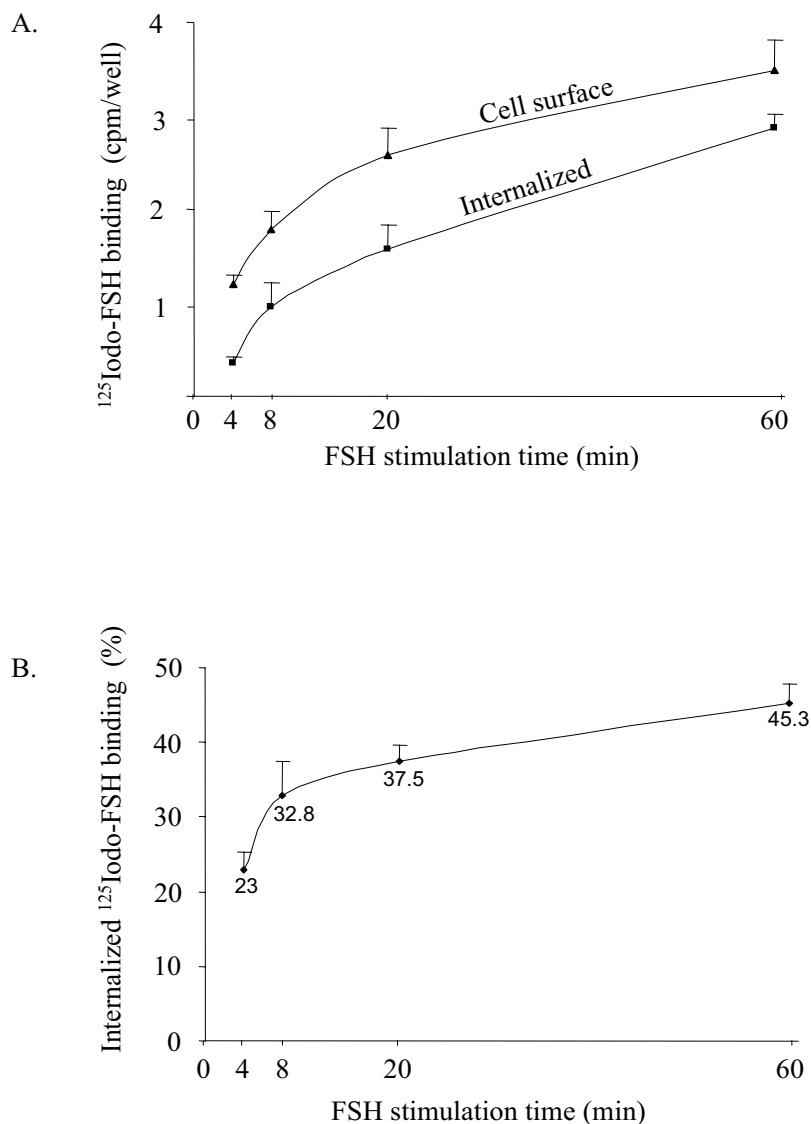 A.
¹²⁵Iodo-FSH binding (cpm/well)
4
3
2
1
Cell surface
Internalized
0 4 8 20 60
FSH stimulation time (min)
B.
Internalized ¹²⁵Iodo-FSH binding (%)
50
40
30
20
10
0
23
32.8
37.5
45.3
0 4 8 20 60
FSH stimulation time (min)